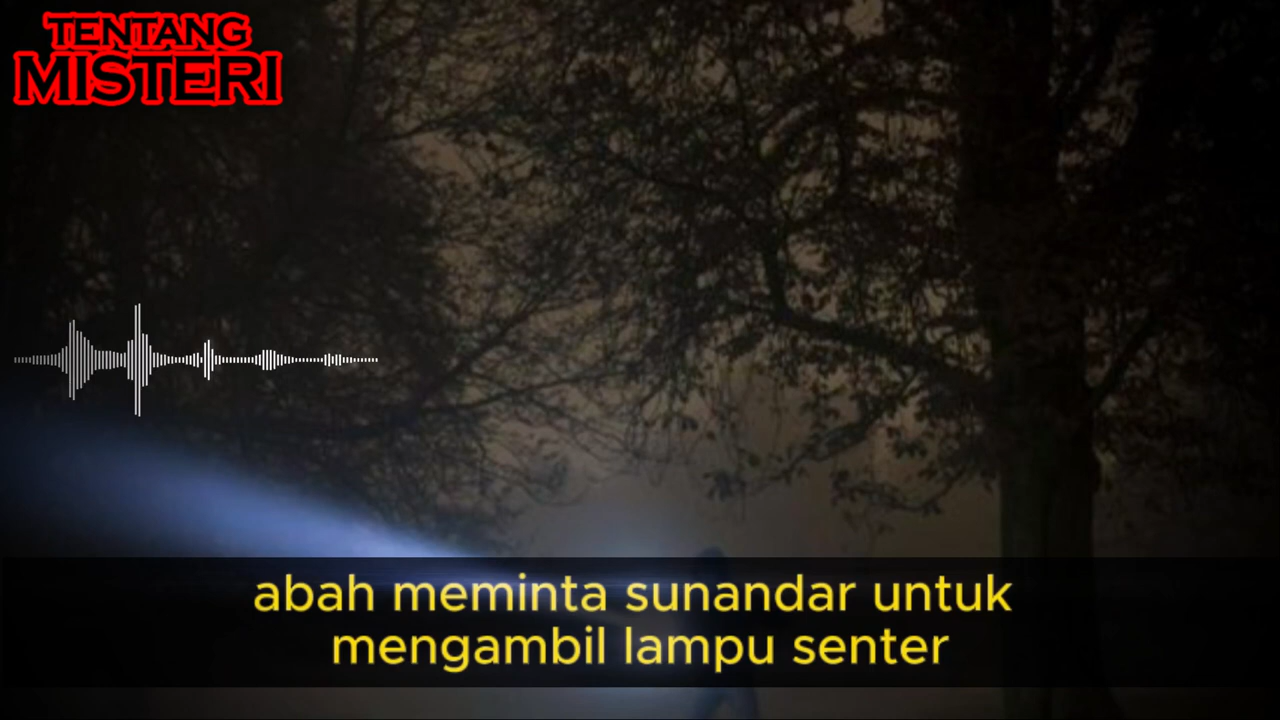 TENTANG
MISTERI
abah meminta sunandar untuk
mengambil lampu senter